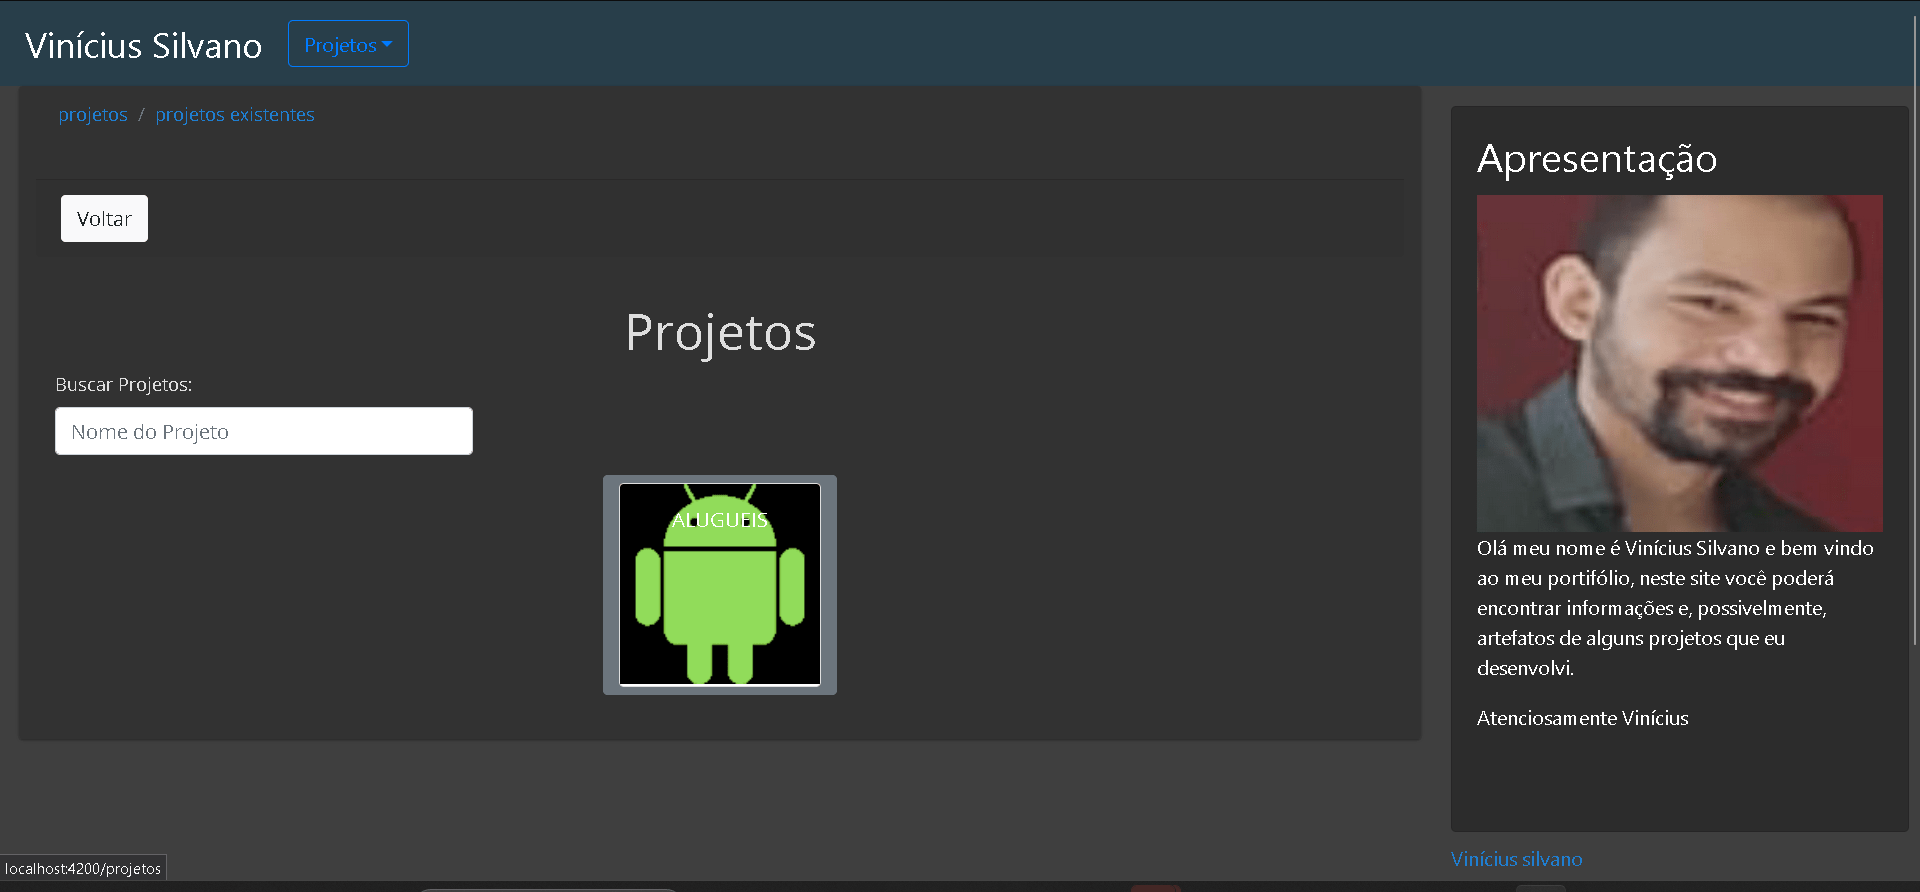 Vinícius Silvano
Projetos
projetos / projetos existentes
Voltar
Projetos
Buscar Projetos:
Nome do Projeto
ALUGUEIS
Apresentação
Olá meu nome é Vinícius Silvano e bem vindo
ao meu portifólio, neste site você poderá
encontrar informações e, possivelmente,
artefatos de alguns projetos que eu
desenvolvi.
Atenciosamente Vinícius
Vinícius silvano
localhost:4200/projetos